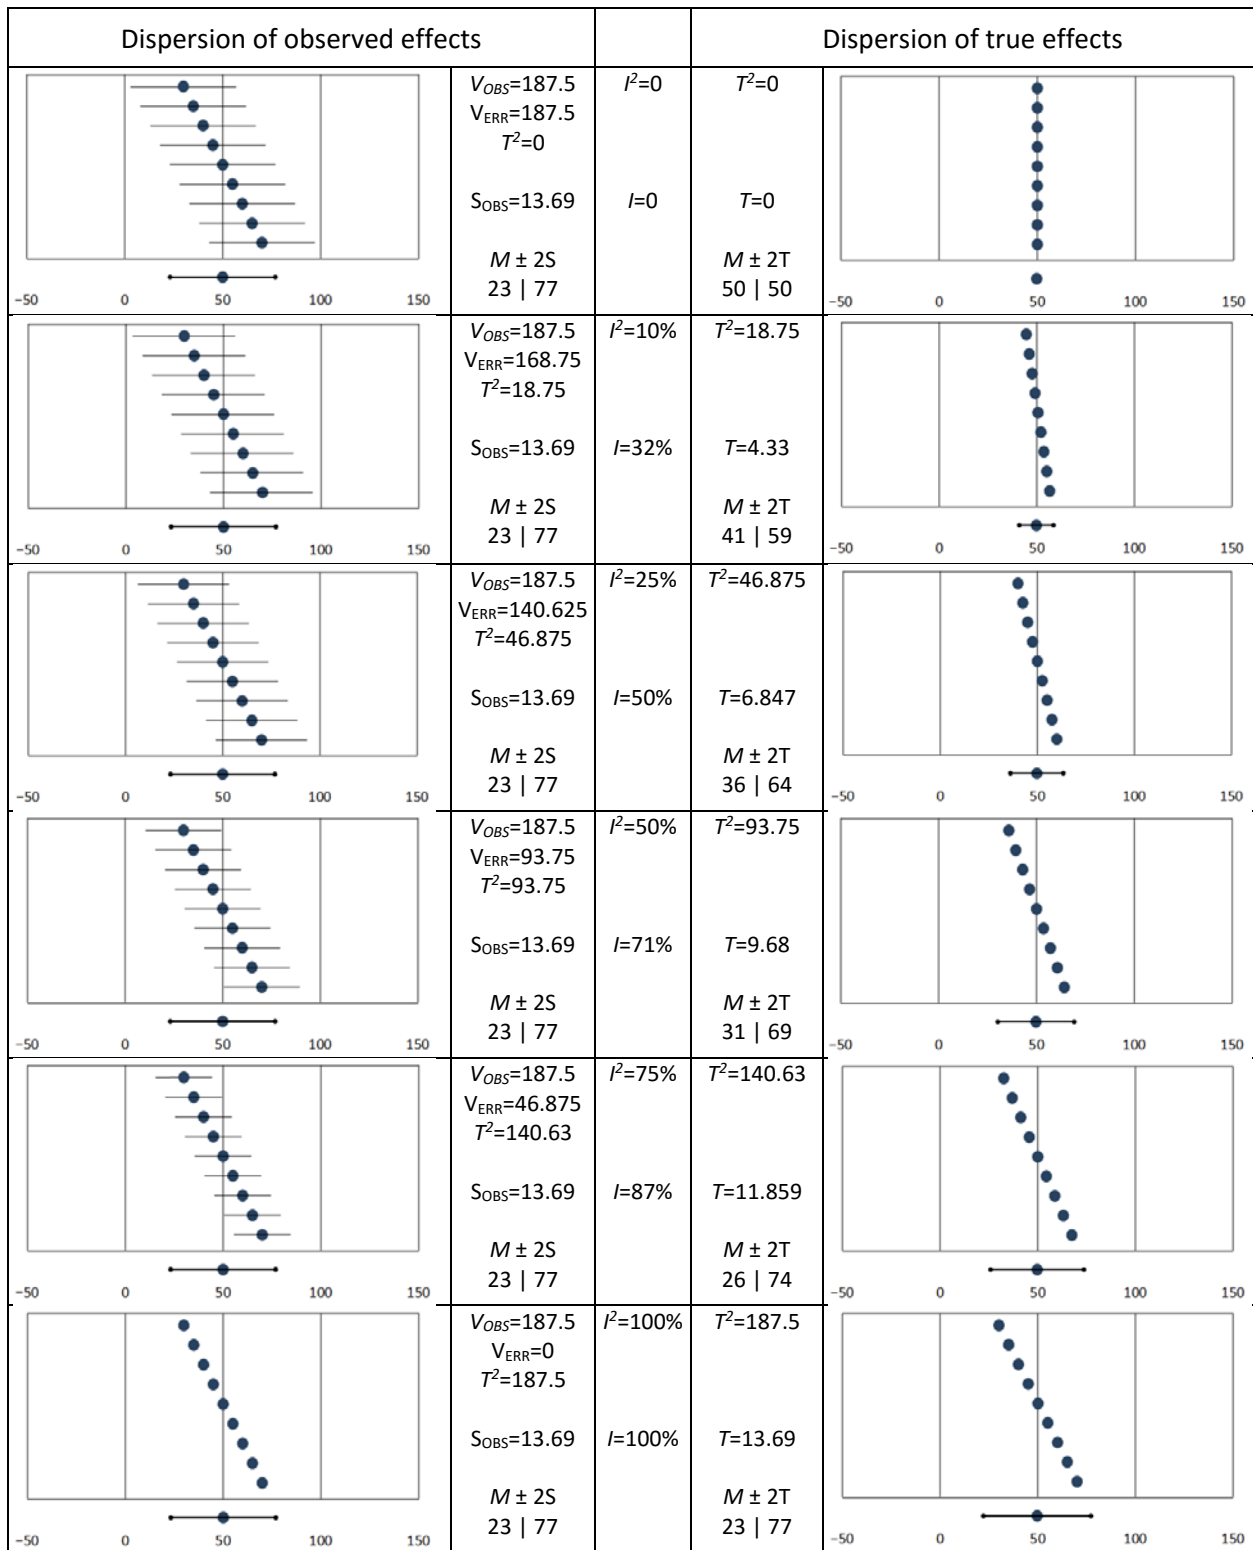 Dispersion of observed effects
Dispersion of true effects
V_OBS=187.5 I²=0 T²=0
V_ERR=187.5
T²=0
S_OBS=13.69 I=0 T=0
M ± 2S M ± 2T
23 | 77 50 | 50
−50 0 50 100 150
−50 0 50 100 150
V_OBS=187.5 I²=10% T²=18.75
V_ERR=168.75
T²=18.75
S_OBS=13.69 I=32% T=4.33
M ± 2S M ± 2T
23 | 77 41 | 59
−50 0 50 100 150
−50 0 50 100 150
V_OBS=187.5 I²=25% T²=46.875
V_ERR=140.625
T²=46.875
S_OBS=13.69 I=50% T=6.847
M ± 2S M ± 2T
23 | 77 36 | 64
−50 0 50 100 150
−50 0 50 100 150
V_OBS=187.5 I²=50% T²=93.75
V_ERR=93.75
T²=93.75
S_OBS=13.69 I=71% T=9.68
M ± 2S M ± 2T
23 | 77 31 | 69
−50 0 50 100 150
−50 0 50 100 150
V_OBS=187.5 I²=75% T²=140.63
V_ERR=46.875
T²=140.63
S_OBS=13.69 I=87% T=11.859
M ± 2S M ± 2T
23 | 77 26 | 74
−50 0 50 100 150
−50 0 50 100 150
V_OBS=187.5 I²=100% T²=187.5
V_ERR=0
T²=187.5
S_OBS=13.69 I=100% T=13.69
M ± 2S M ± 2T
23 | 77 23 | 77
−50 0 50 100 150
−50 0 50 100 150